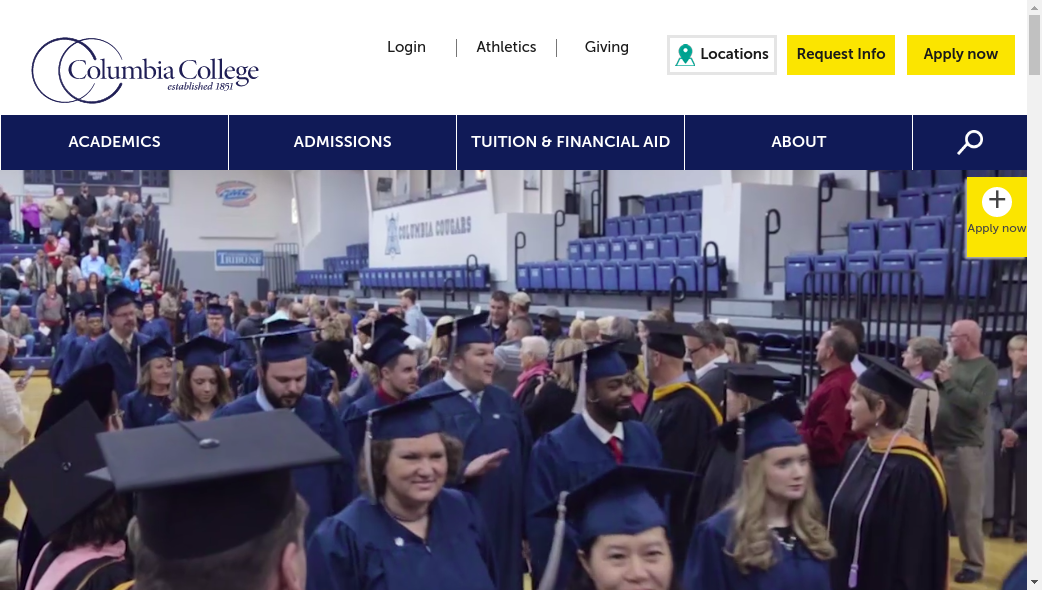 Columbia College
established 1851
Login
Athletics
Giving
Locations
Request Info
Apply now
ACADEMICS
ADMISSIONS
TUITION & FINANCIAL AID
ABOUT
GMC
COLUMBIA COUGARS
TRIBUNE
Apply now